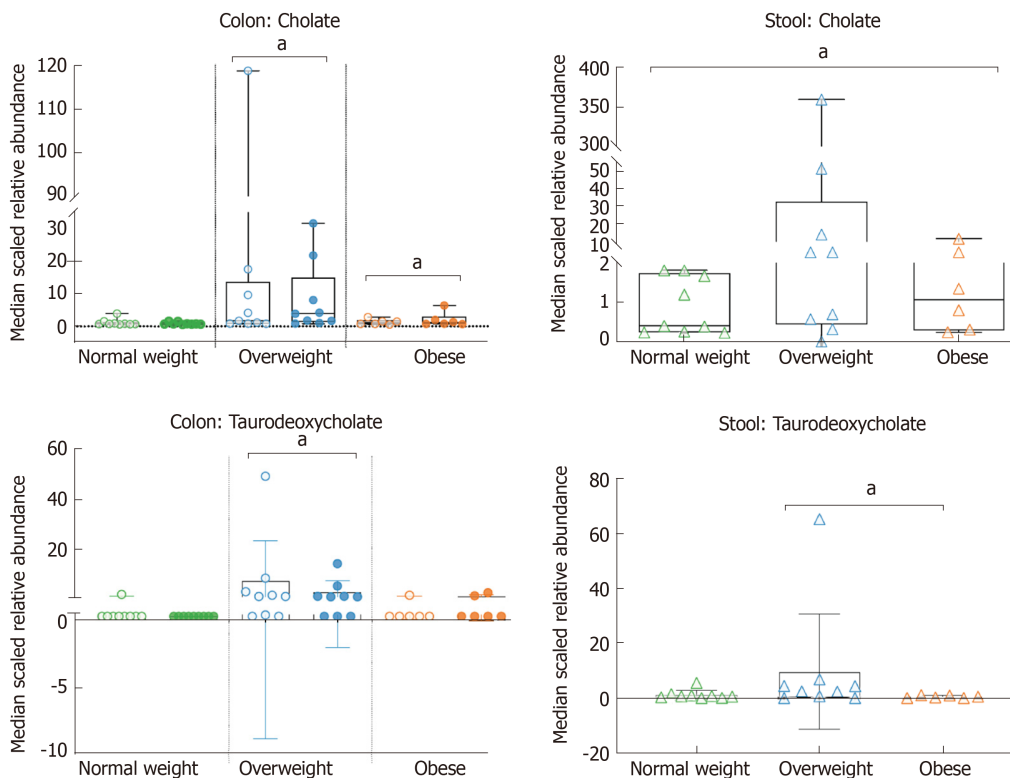 Colon: Cholate
a
a
Median scaled relative abundance
120
110
100
90
30
20
10
0
Normal weight
Overweight
Obese
Stool: Cholate
a
Median scaled relative abundance
400
350
300
50
40
30
20
10
2
1
0
Normal weight
Overweight
Obese
Colon: Taurodeoxycholate
a
Median scaled relative abundance
60
40
20
0
-5
-10
Normal weight
Overweight
Obese
Stool: Taurodeoxycholate
a
Median scaled relative abundance
80
60
40
20
0
-20
Normal weight
Overweight
Obese